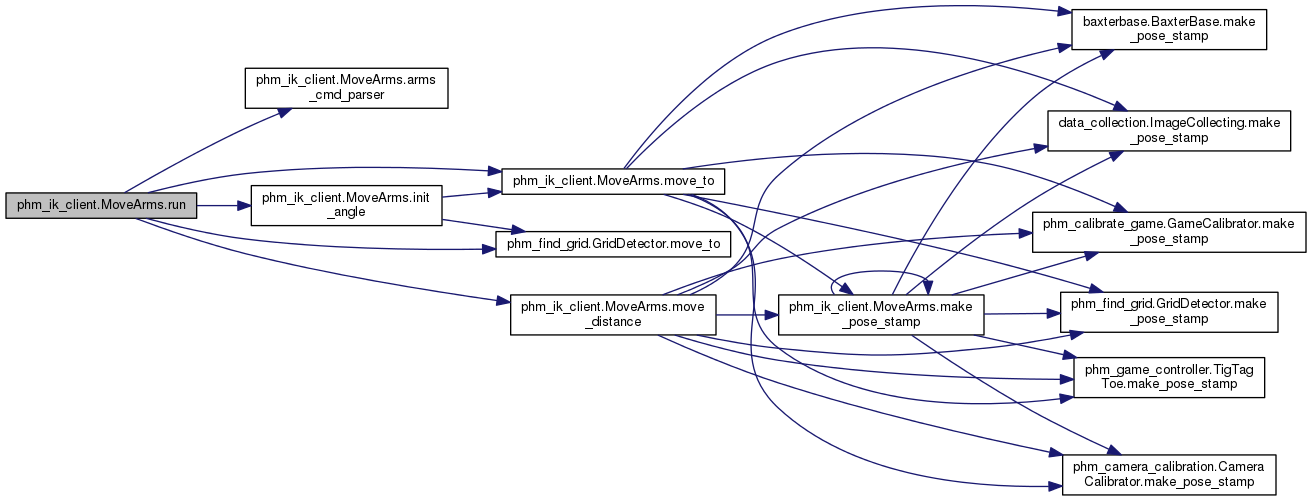 phm_ik_client.MoveArms.run
phm_ik_client.MoveArms.arms
_cmd_parser
phm_ik_client.MoveArms.init
_angle
phm_ik_client.MoveArms.move_to
phm_find_grid.GridDetector.move_to
phm_ik_client.MoveArms.move
_distance
phm_ik_client.MoveArms.make
_pose_stamp
baxterbase.BaxterBase.make
_pose_stamp
data_collection.ImageCollecting.make
_pose_stamp
phm_calibrate_game.GameCalibrator.make
_pose_stamp
phm_find_grid.GridDetector.make
_pose_stamp
phm_game_controller.TigTag
Toe.make_pose_stamp
phm_camera_calibration.Camera
Calibrator.make_pose_stamp